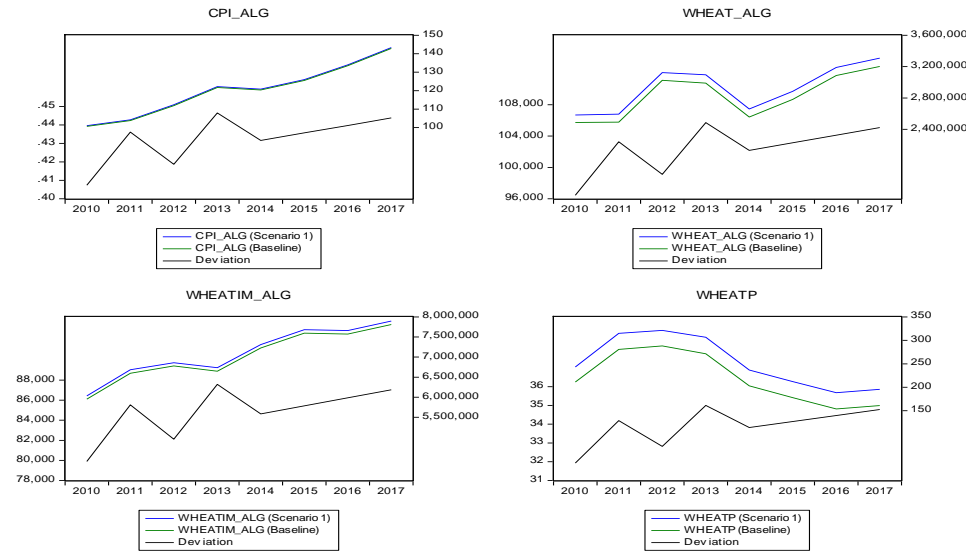 CPI_ALG
150
140
130
120
110
100
.45
.44
.43
.42
.41
.40
2010 2011 2012 2013 2014 2015 2016 2017
CPI_ALG (Scenario 1)
CPI_ALG (Baseline)
Deviation
WHEAT_ALG
3,600,000
3,200,000
2,800,000
2,400,000
108,000
104,000
100,000
96,000
2010 2011 2012 2013 2014 2015 2016 2017
WHEAT_ALG (Scenario 1)
WHEAT_ALG (Baseline)
Deviation
WHEATIM_ALG
8,000,000
7,500,000
7,000,000
6,500,000
6,000,000
5,500,000
88,000
86,000
84,000
82,000
80,000
78,000
2010 2011 2012 2013 2014 2015 2016 2017
WHEATIM_ALG (Scenario 1)
WHEATIM_ALG (Baseline)
Deviation
WHEATP
350
300
250
200
150
36
35
34
33
32
31
2010 2011 2012 2013 2014 2015 2016 2017
WHEATP (Scenario 1)
WHEATP (Baseline)
Deviation